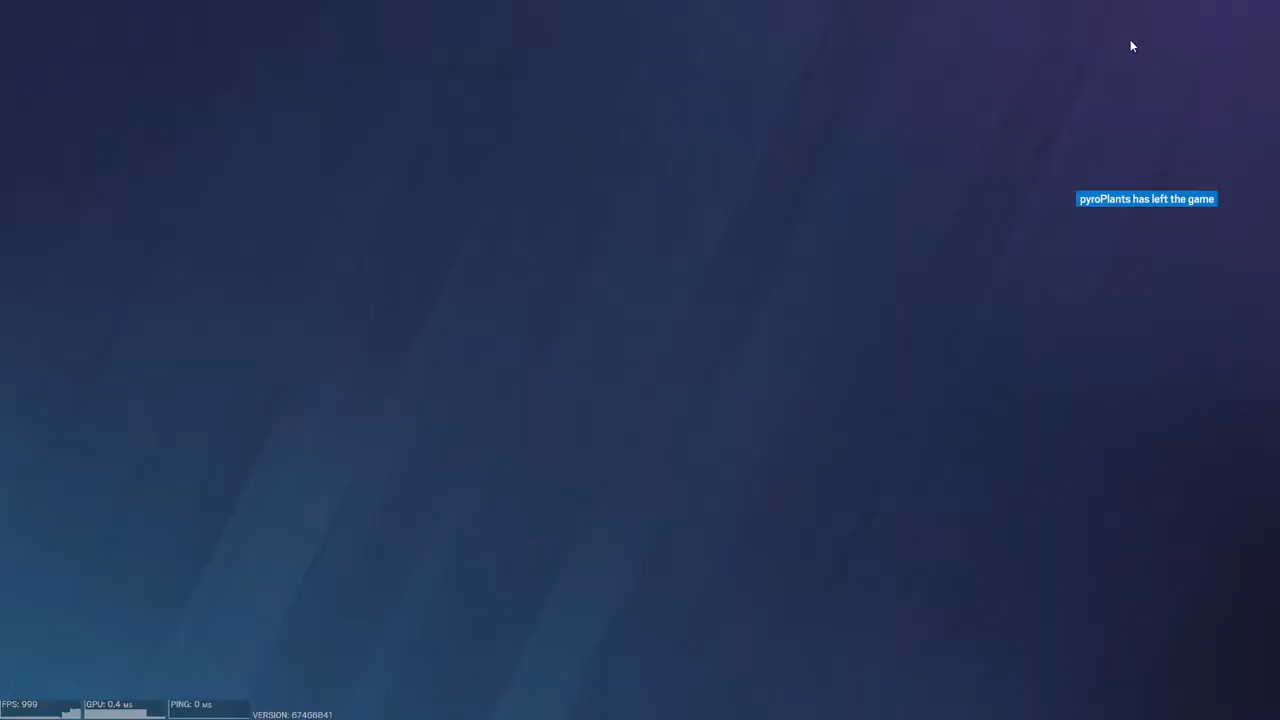 pyroPlants has left the game
FPS: 999
GPU: 0.4 MS
PING: 0 MS
VERSION: 67466841